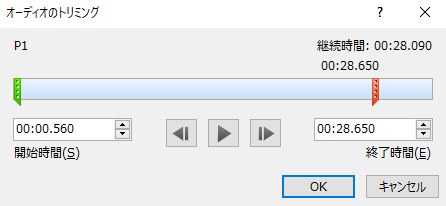 オーディオのトリミング ?
P1 継続時間: 00:28.090
00:28.650
00:00.560 00:28.650
開始時間(S) 終了時間(E)
OK キャンセル